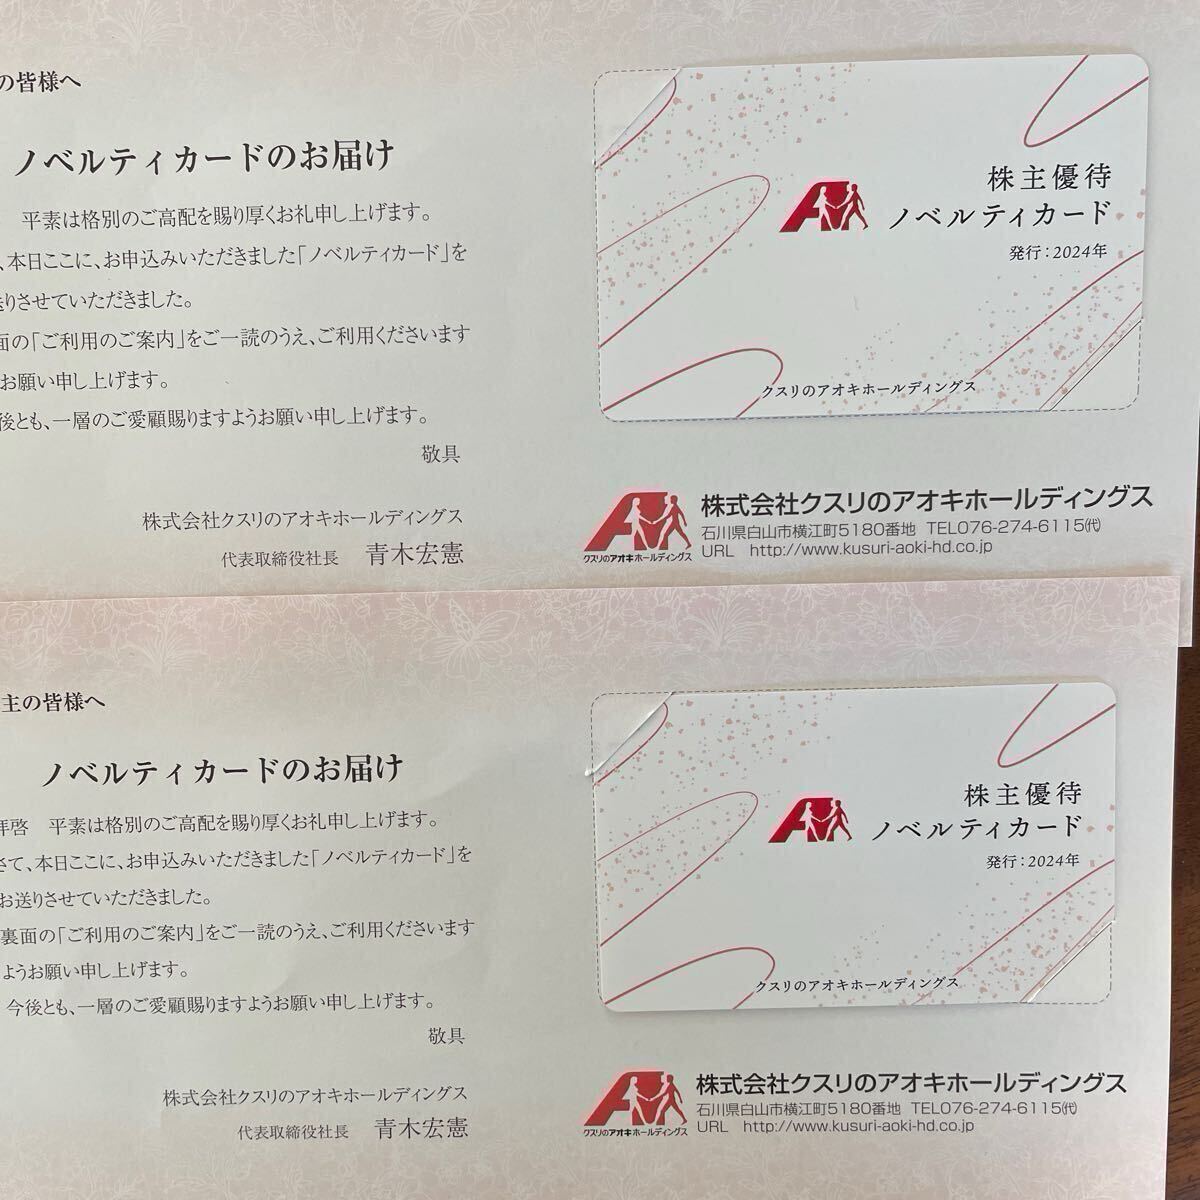 の皆様へ
ノベルティカードのお届け
平素は格別のご高配を賜り厚くお礼申し上げます。
、本日ここに、お申込みいただきました「ノベルティカード」を
送りさせていただきました。
面の「ご利用のご案内」をご一読のうえ、ご利用くださいます
お願い申し上げます。
後とも、一層のご愛顧賜りますようお願い申し上げます。
敬具
株式会社クスリのアオキホールディングス
代表取締役社長 青木宏憲
株主優待
ノベルティカード
発行：2024年
クスリのアオキホールディングス
クスリのアオキホールディングス
株式会社クスリのアオキホールディングス
石川県白山市横江町5180番地 TEL076-274-6115㈹
URL http://www.kusuri-aoki-hd.co.jp
主の皆様へ
ノベルティカードのお届け
拝啓 平素は格別のご高配を賜り厚くお礼申し上げます。
さて、本日ここに、お申込みいただきました「ノベルティカード」を
お送りさせていただきました。
裏面の「ご利用のご案内」をご一読のうえ、ご利用くださいます
ようお願い申し上げます。
今後とも、一層のご愛顧賜りますようお願い申し上げます。
敬具
株式会社クスリのアオキホールディングス
代表取締役社長 青木宏憲
株主優待
ノベルティカード
発行：2024年
クスリのアオキホールディングス
クスリのアオキホールディングス
株式会社クスリのアオキホールディングス
石川県白山市横江町5180番地 TEL076-274-6115㈹
URL http://www.kusuri-aoki-hd.co.jp